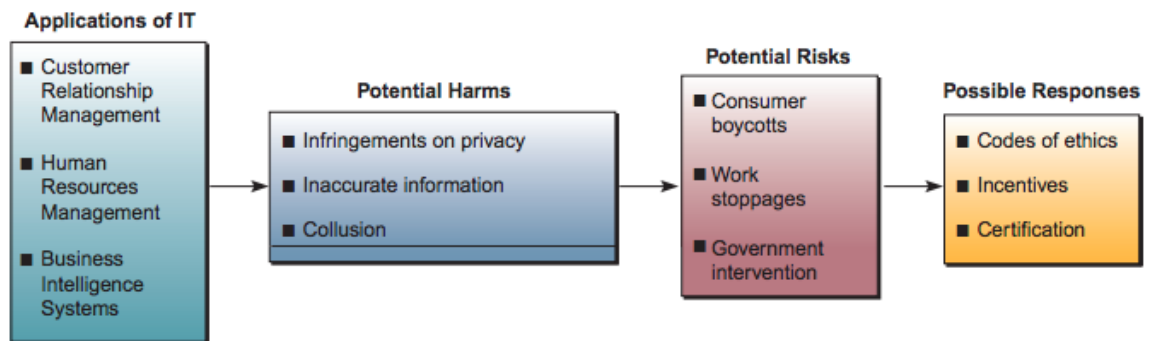 Applications of IT
■ Customer
Relationship
Management
■ Human
Resources
Management
■ Business
Intelligence
Systems
Potential Harms
■ Infringements on privacy
■ Inaccurate information
■ Collusion
Potential Risks
■ Consumer
boycotts
■ Work
stoppages
■ Government
intervention
Possible Responses
■ Codes of ethics
■ Incentives
■ Certification